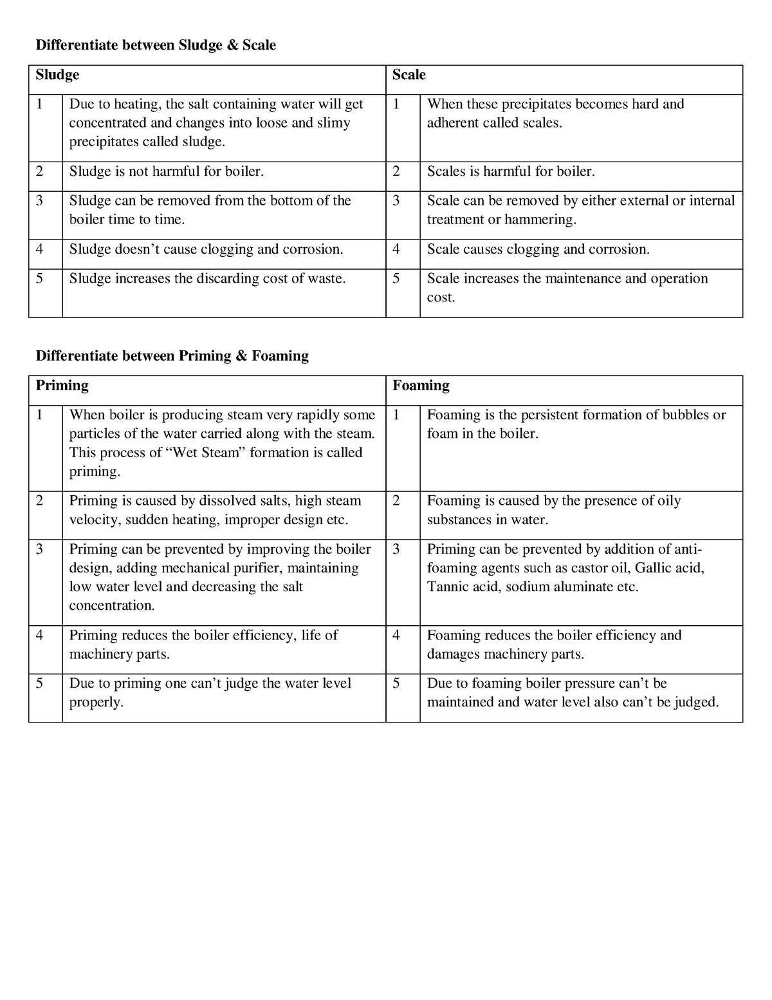 Differentiate between Sludge & Scale
Sludge
Scale
1
Due to heating, the salt containing water will get
concentrated and changes into loose and slimy
precipitates called sludge.
1
When these precipitates becomes hard and
adherent called scales.
2
Sludge is not harmful for boiler.
2
Scales is harmful for boiler.
3
Sludge can be removed from the bottom of the
boiler time to time.
3
Scale can be removed by either external or internal
treatment or hammering.
4
Sludge doesn’t cause clogging and corrosion.
4
Scale causes clogging and corrosion.
5
Sludge increases the discarding cost of waste.
5
Scale increases the maintenance and operation
cost.
Differentiate between Priming & Foaming
Priming
Foaming
1
When boiler is producing steam very rapidly some
particles of the water carried along with the steam.
This process of “Wet Steam” formation is called
priming.
1
Foaming is the persistent formation of bubbles or
foam in the boiler.
2
Priming is caused by dissolved salts, high steam
velocity, sudden heating, improper design etc.
2
Foaming is caused by the presence of oily
substances in water.
3
Priming can be prevented by improving the boiler
design, adding mechanical purifier, maintaining
low water level and decreasing the salt
concentration.
3
Priming can be prevented by addition of anti-
foaming agents such as castor oil, Gallic acid,
Tannic acid, sodium aluminate etc.
4
Priming reduces the boiler efficiency, life of
machinery parts.
4
Foaming reduces the boiler efficiency and
damages machinery parts.
5
Due to priming one can’t judge the water level
properly.
5
Due to foaming boiler pressure can’t be
maintained and water level also can’t be judged.